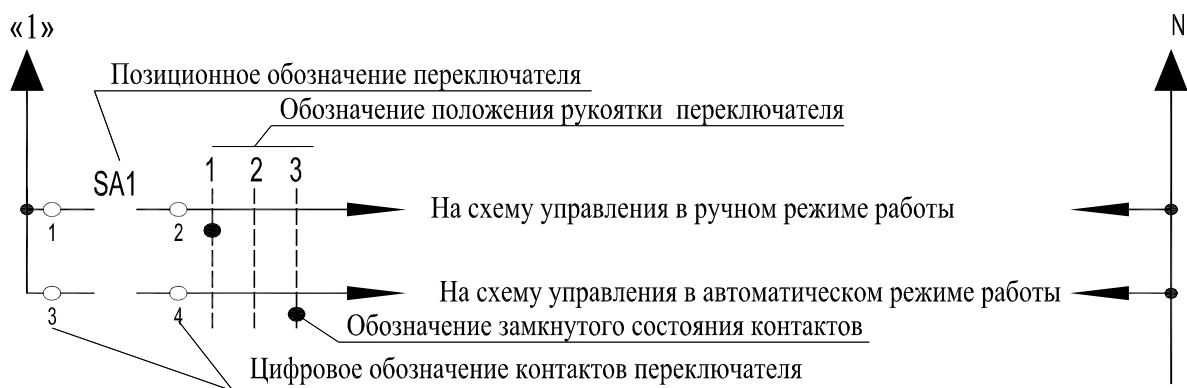 «1»
N
Позиционное обозначение переключателя
Обозначение положения рукоятки переключателя
1 2 3
SA1
На схему управления в ручном режиме работы
1 2
На схему управления в автоматическом режиме работы
3 4
Обозначение замкнутого состояния контактов
Цифровое обозначение контактов переключателя